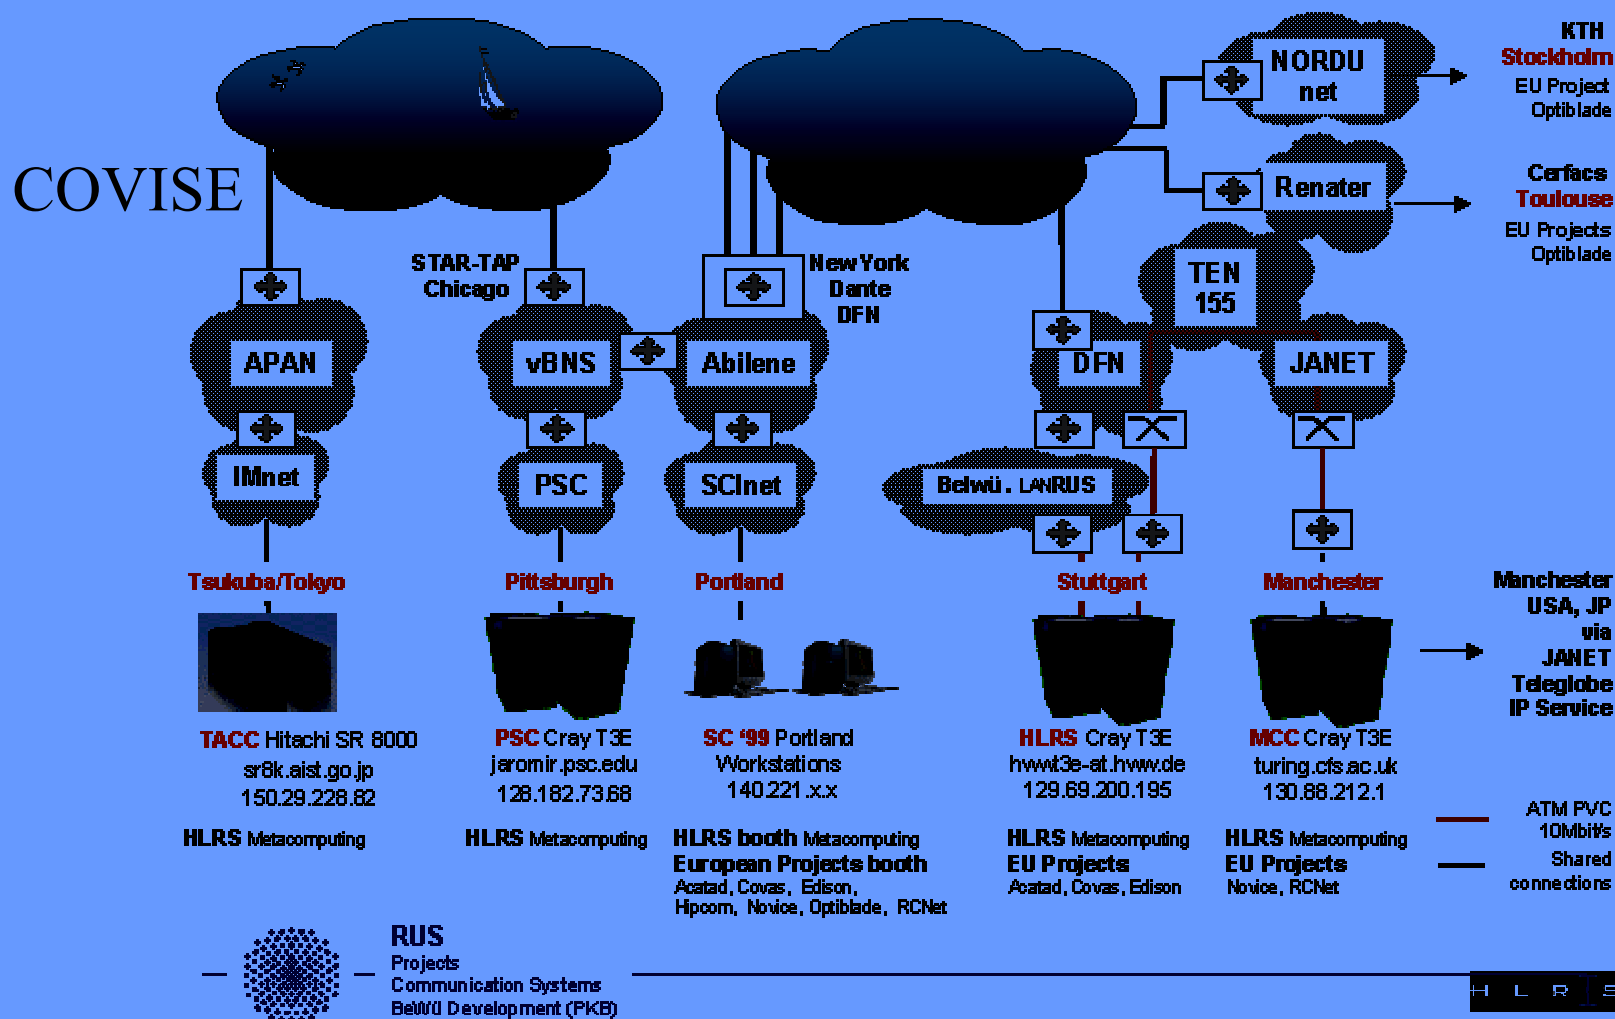 COVISE
NORDU
net
KTH
Stockholm
EU Project
Optiblade
Renater
Cerfacs
Toulouse
EU Projects
Optiblade
STAR-TAP
Chicago
New York
Dante
DFN
TEN
155
APAN
vBNS
Abilene
DFN
JANET
IMnet
PSC
SCInet
Belwü. LANRUS
Tsukuba/Tokyo
Pittsburgh
Portland
Stuttgart
Manchester
Manchester
USA, JP
via
JANET
Teleglobe
IP Service
TACC Hitachi SR 8000
sr8k.aist.go.jp
150.29.228.82
HLRS Metacomputing
PSC Cray T3E
jaromir.psc.edu
128.182.73.68
HLRS Metacomputing
SC '99 Portland
Workstations
140.221.x.x
HLRS booth Metacomputing
European Projects booth
Acatad, Covas, Edison,
Hipcom, Novice, Optiblade, RCNet
HLRS Cray T3E
hwwt3e-at.hww.de
129.69.200.195
HLRS Metacomputing
EU Projects
Acatad, Covas, Edison
MCC Cray T3E
turing.cfs.ac.uk
130.88.212.1
HLRS Metacomputing
EU Projects
Novice, RCNet
ATM PVC
10Mbit/s
Shared
connections
RUS
Projects
Communication Systems
BelWü Development (PKB)
H L R S